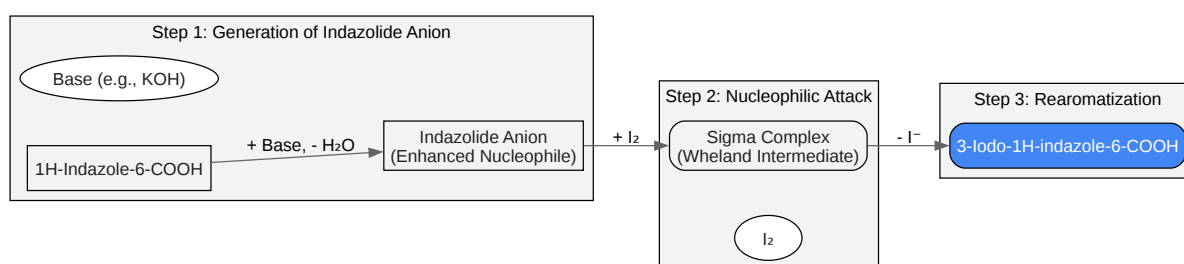 Step 1: Generation of Indazolide Anion
Base (e.g., KOH)
1H-Indazole-6-COOH
+ Base, - H₂O
Indazolide Anion
(Enhanced Nucleophile)
+ I₂
Step 2: Nucleophilic Attack
Sigma Complex
(Wheland Intermediate)
I₂
- I⁻
Step 3: Rearomatization
3-Iodo-1H-indazole-6-COOH